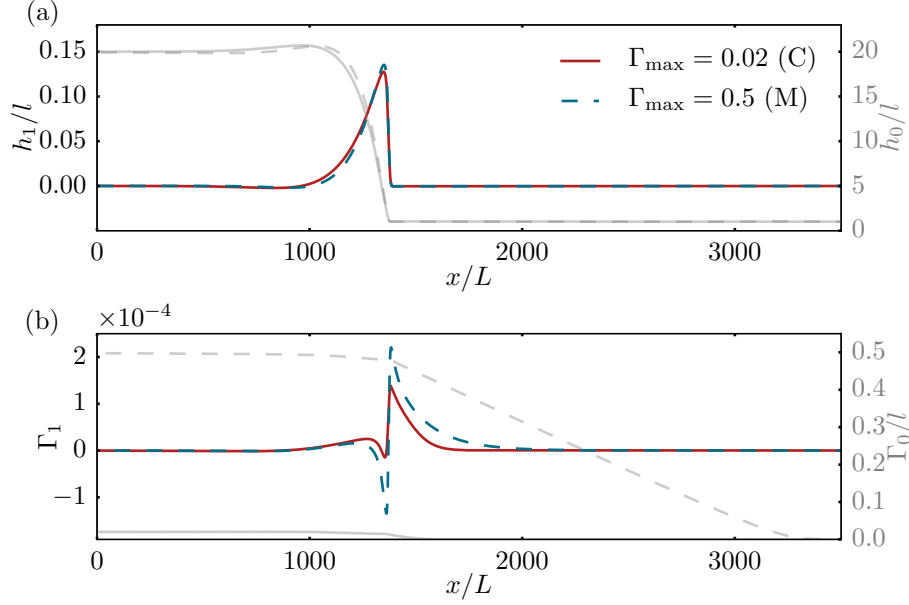 (a)
0.15
0.10
0.05
0.00
h₁/l
Γmax = 0.02 (C)
Γmax = 0.5 (M)
20
15
10
5
0
h₀/l
0
1000
2000
3000
x/L
(b)
×10⁻⁴
2
1
0
−1
Γ₁
0.5
0.4
0.3
0.2
0.1
0.0
Γ₀/l
0
1000
2000
3000
x/L